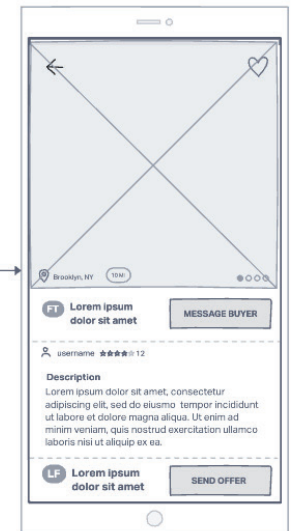 Brooklyn, NY 10 MI
FT Lorem ipsum
dolor sit amet
MESSAGE BUYER
username ★★★★☆ 12
Description
Lorem ipsum dolor sit amet, consectetur
adipiscing elit, sed do eiusmo tempor incididunt
ut labore et dolore magna aliqua. Ut enim ad
minim veniam, quis nostrud exercitation ullamco
laboris nisi ut aliquip ex ea.
LF Lorem ipsum
dolor sit amet
SEND OFFER